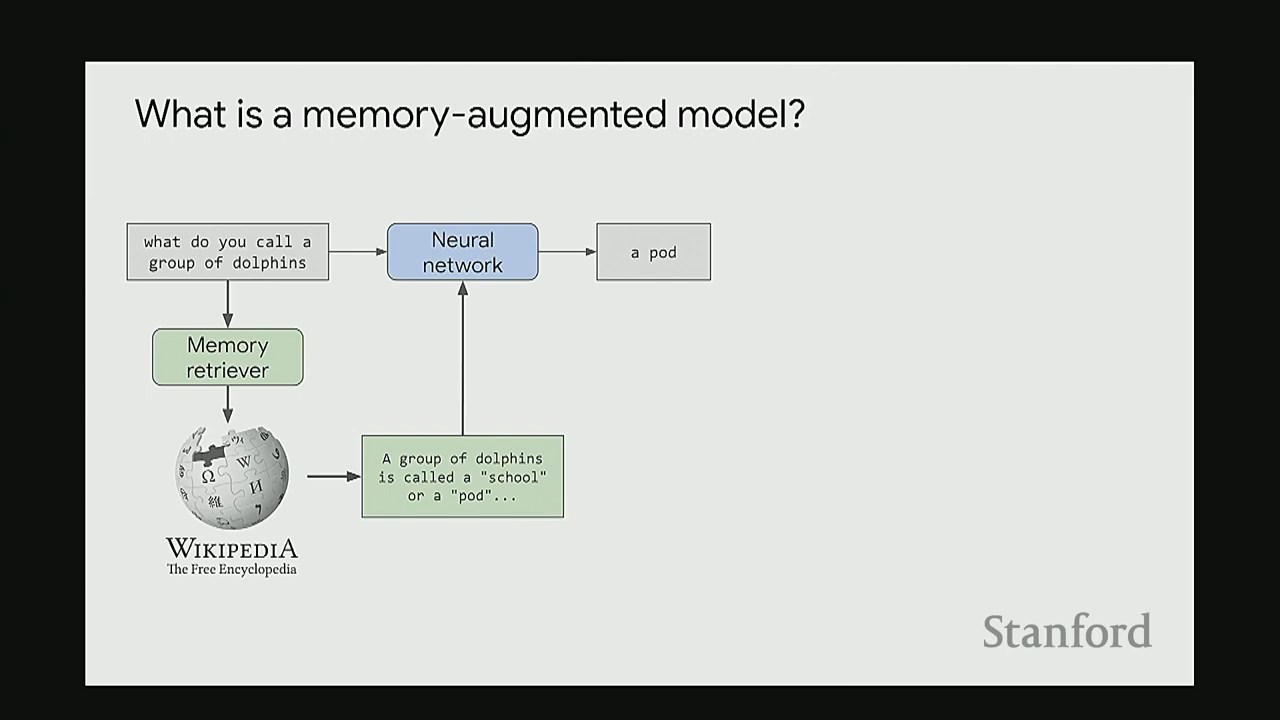 What is a memory-augmented model?
what do you call a
group of dolphins
Neural
network
a pod
Memory
retriever
Ω
W
И
維
WIKIPEDIA
The Free Encyclopedia
A group of dolphins
is called a "school"
or a "pod"...
Stanford